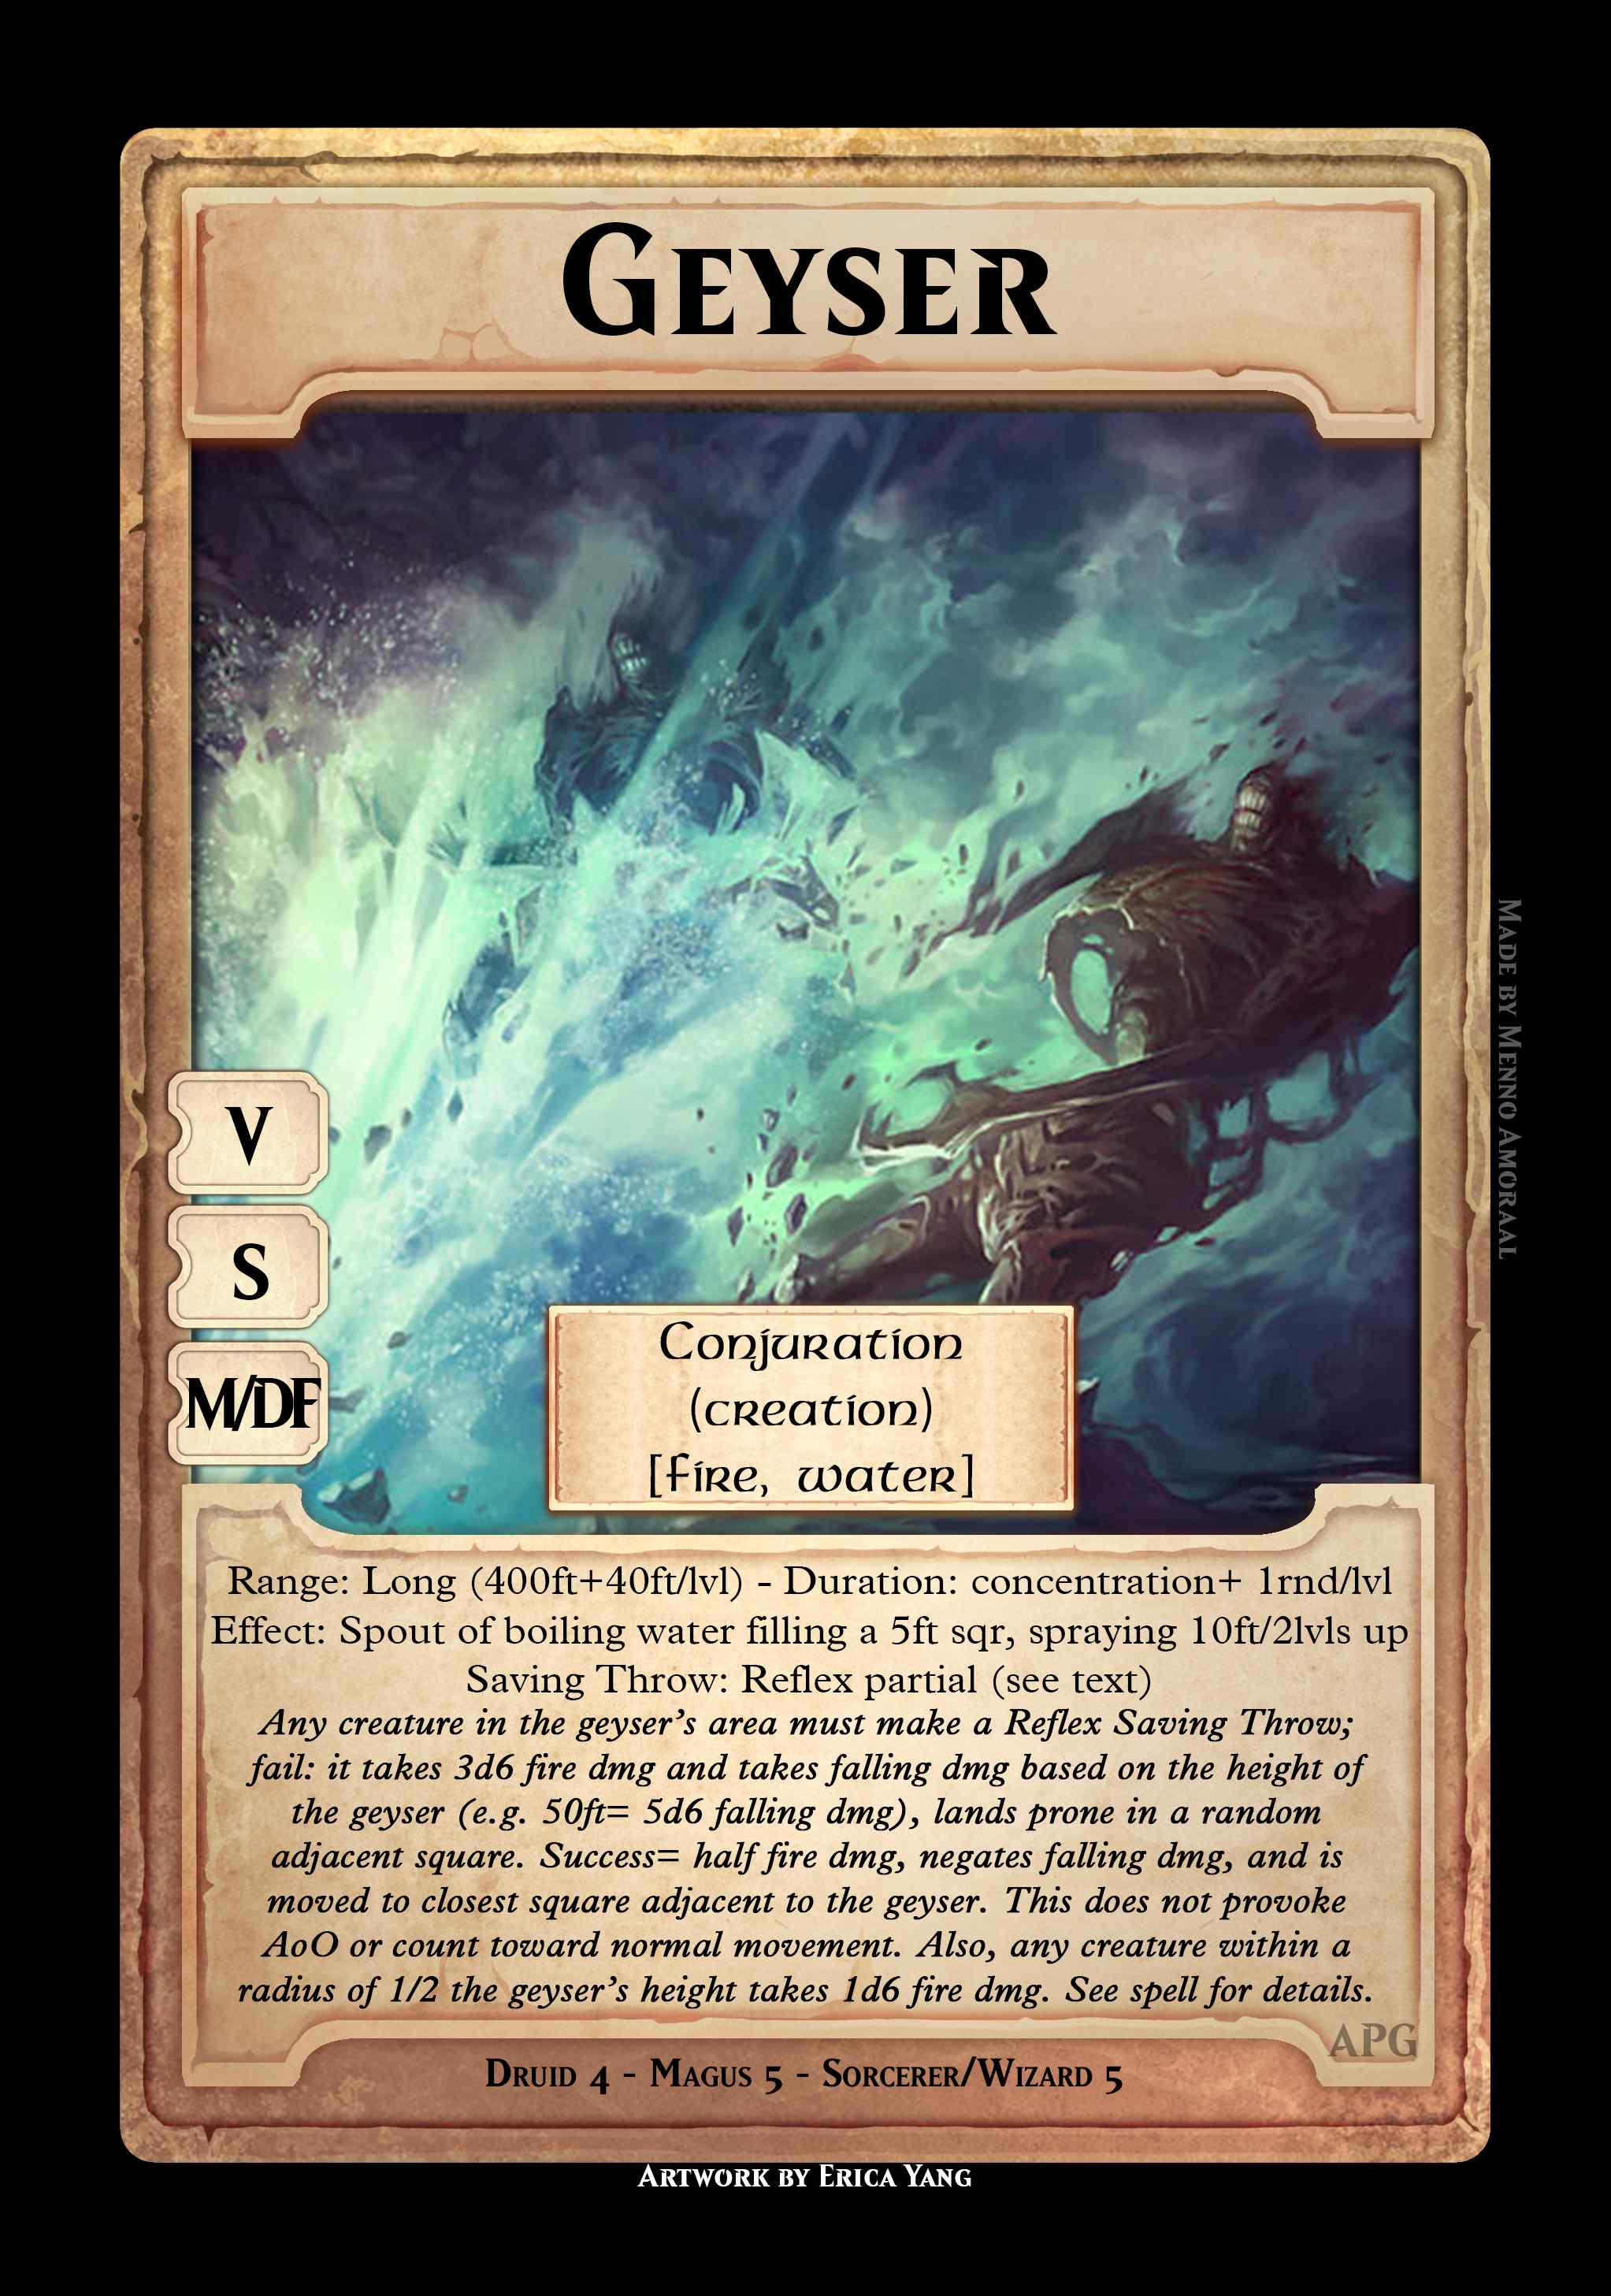 Geyser
V
S
M/DF
Conjuration
(creation)
[fire, water]
Range: Long (400ft+40ft/lvl) - Duration: concentration+ 1rnd/lvl
Effect: Spout of boiling water filling a 5ft sqr, spraying 10ft/2lvls up
Saving Throw: Reflex partial (see text)
Any creature in the geyser's area must make a Reflex Saving Throw;
fail: it takes 3d6 fire dmg and takes falling dmg based on the height of
the geyser (e.g. 50ft= 5d6 falling dmg), lands prone in a random
adjacent square. Success= half fire dmg, negates falling dmg, and is
moved to closest square adjacent to the geyser. This does not provoke
AoO or count toward normal movement. Also, any creature within a
radius of 1/2 the geyser's height takes 1d6 fire dmg. See spell for details.
APG
Druid 4 - Magus 5 - Sorcerer/Wizard 5
Artwork by Erica Yang
Made by Menno Amoraal